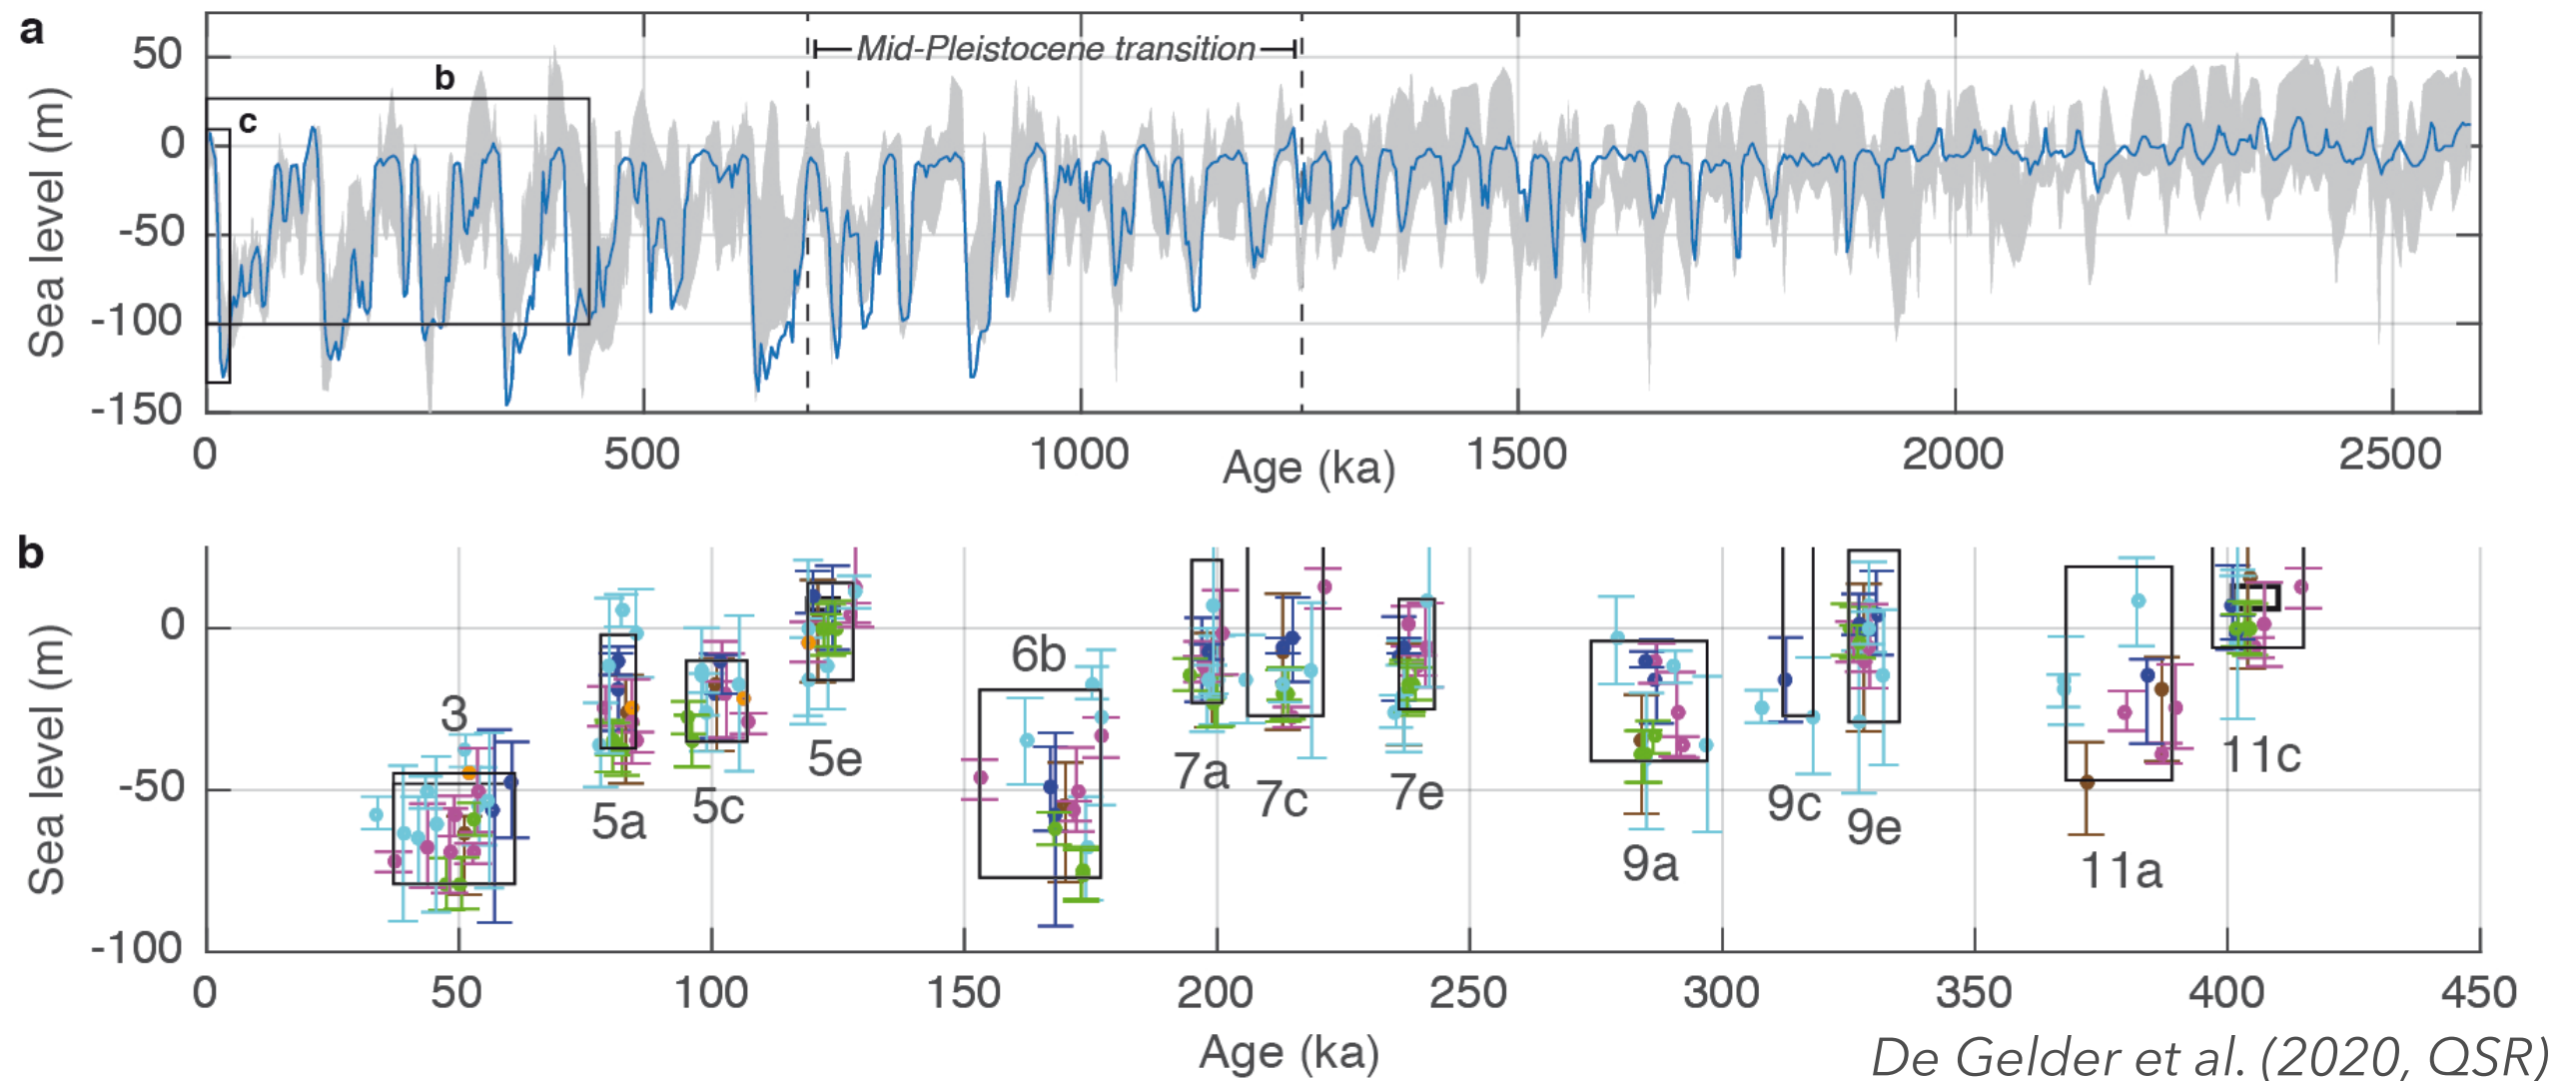 a
Sea level (m)
50
0
-50
-100
-150
Mid-Pleistocene transition
b
c
0 500 1000 1500 2000 2500
Age (ka)
b
Sea level (m)
0
-50
-100
3 5a 5c 5e 6b 7a 7c 7e 9a 9c 9e 11a 11c
0 50 100 150 200 250 300 350 400 450
Age (ka)
De Gelder et al. (2020, QSR)